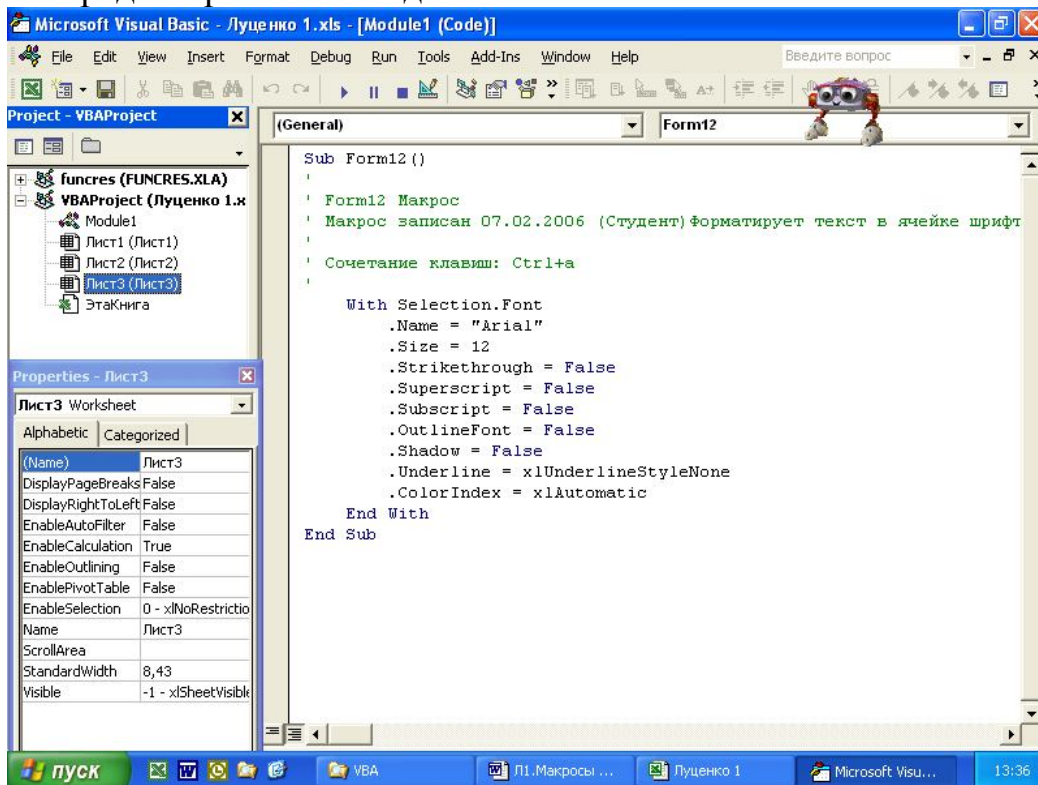 Microsoft Visual Basic - Луценко 1.xls - [Module1 (Code)]
File Edit View Insert Format Debug Run Tools Add-Ins Window Help Введите вопрос
Project - VBAProject
(General) Form12
funcres (FUNCRES.XLA)
VBAProject (Луценко 1.x
Module1
Лист1 (Лист1)
Лист2 (Лист2)
Лист3 (Лист3)
ЭтаКнига
Properties - Лист3
Лист3 Worksheet
Alphabetic Categorized
(Name) Лист3
DisplayPageBreaks False
DisplayRightToLeft False
EnableAutoFilter False
EnableCalculation True
EnableOutlining False
EnablePivotTable False
EnableSelection 0 - xlNoRestrictio
Name Лист3
ScrollArea
StandardWidth 8,43
Visible -1 - xlSheetVisible
Sub Form12()
'
' Form12 Макрос
' Макрос записан 07.02.2006 (Студент)Форматирует текст в ячейке шрифт
'
' Сочетание клавиш: Ctrl+a
'
With Selection.Font
.Name = "Arial"
.Size = 12
.Strikethrough = False
.Superscript = False
.Subscript = False
.OutlineFont = False
.Shadow = False
.Underline = xlUnderlineStyleNone
.ColorIndex = xlAutomatic
End With
End Sub
пуск VBA Л1.Макросы ... Луценко 1 Microsoft Visu... 13:36